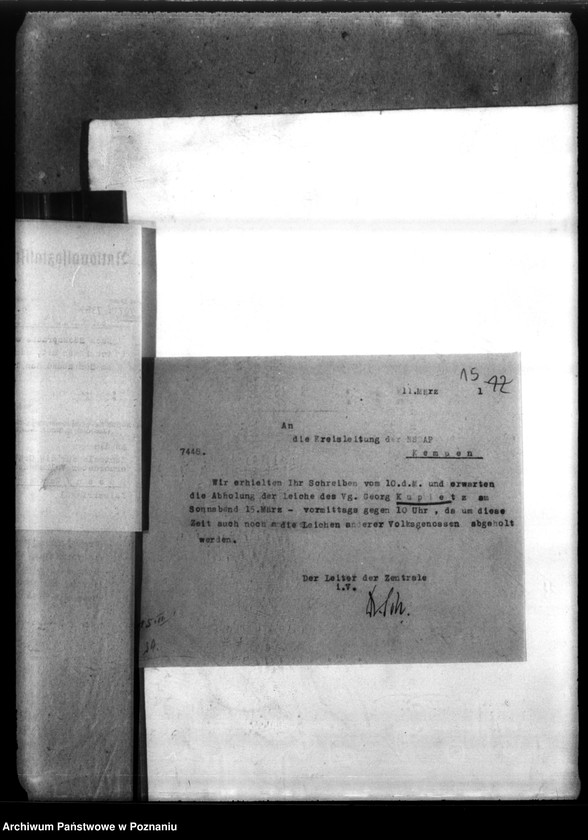 15 42
11.März 1
An
die Kreisleitung der NSDAP
7445. Kempen
Wir erhielten Ihr Schreiben vom 10.d.M. und erwarten
die Abholung der Leiche des Vg. Georg Kupietz am
Sonnabend 15.März - vormittags gegen 10 Uhr, da um diese
Zeit auch noch die Leichen anderer Volksgenossen abgeholt
werden.
Der Leiter der Zentrale
i.V.
Archiwum Państwowe w Poznaniu